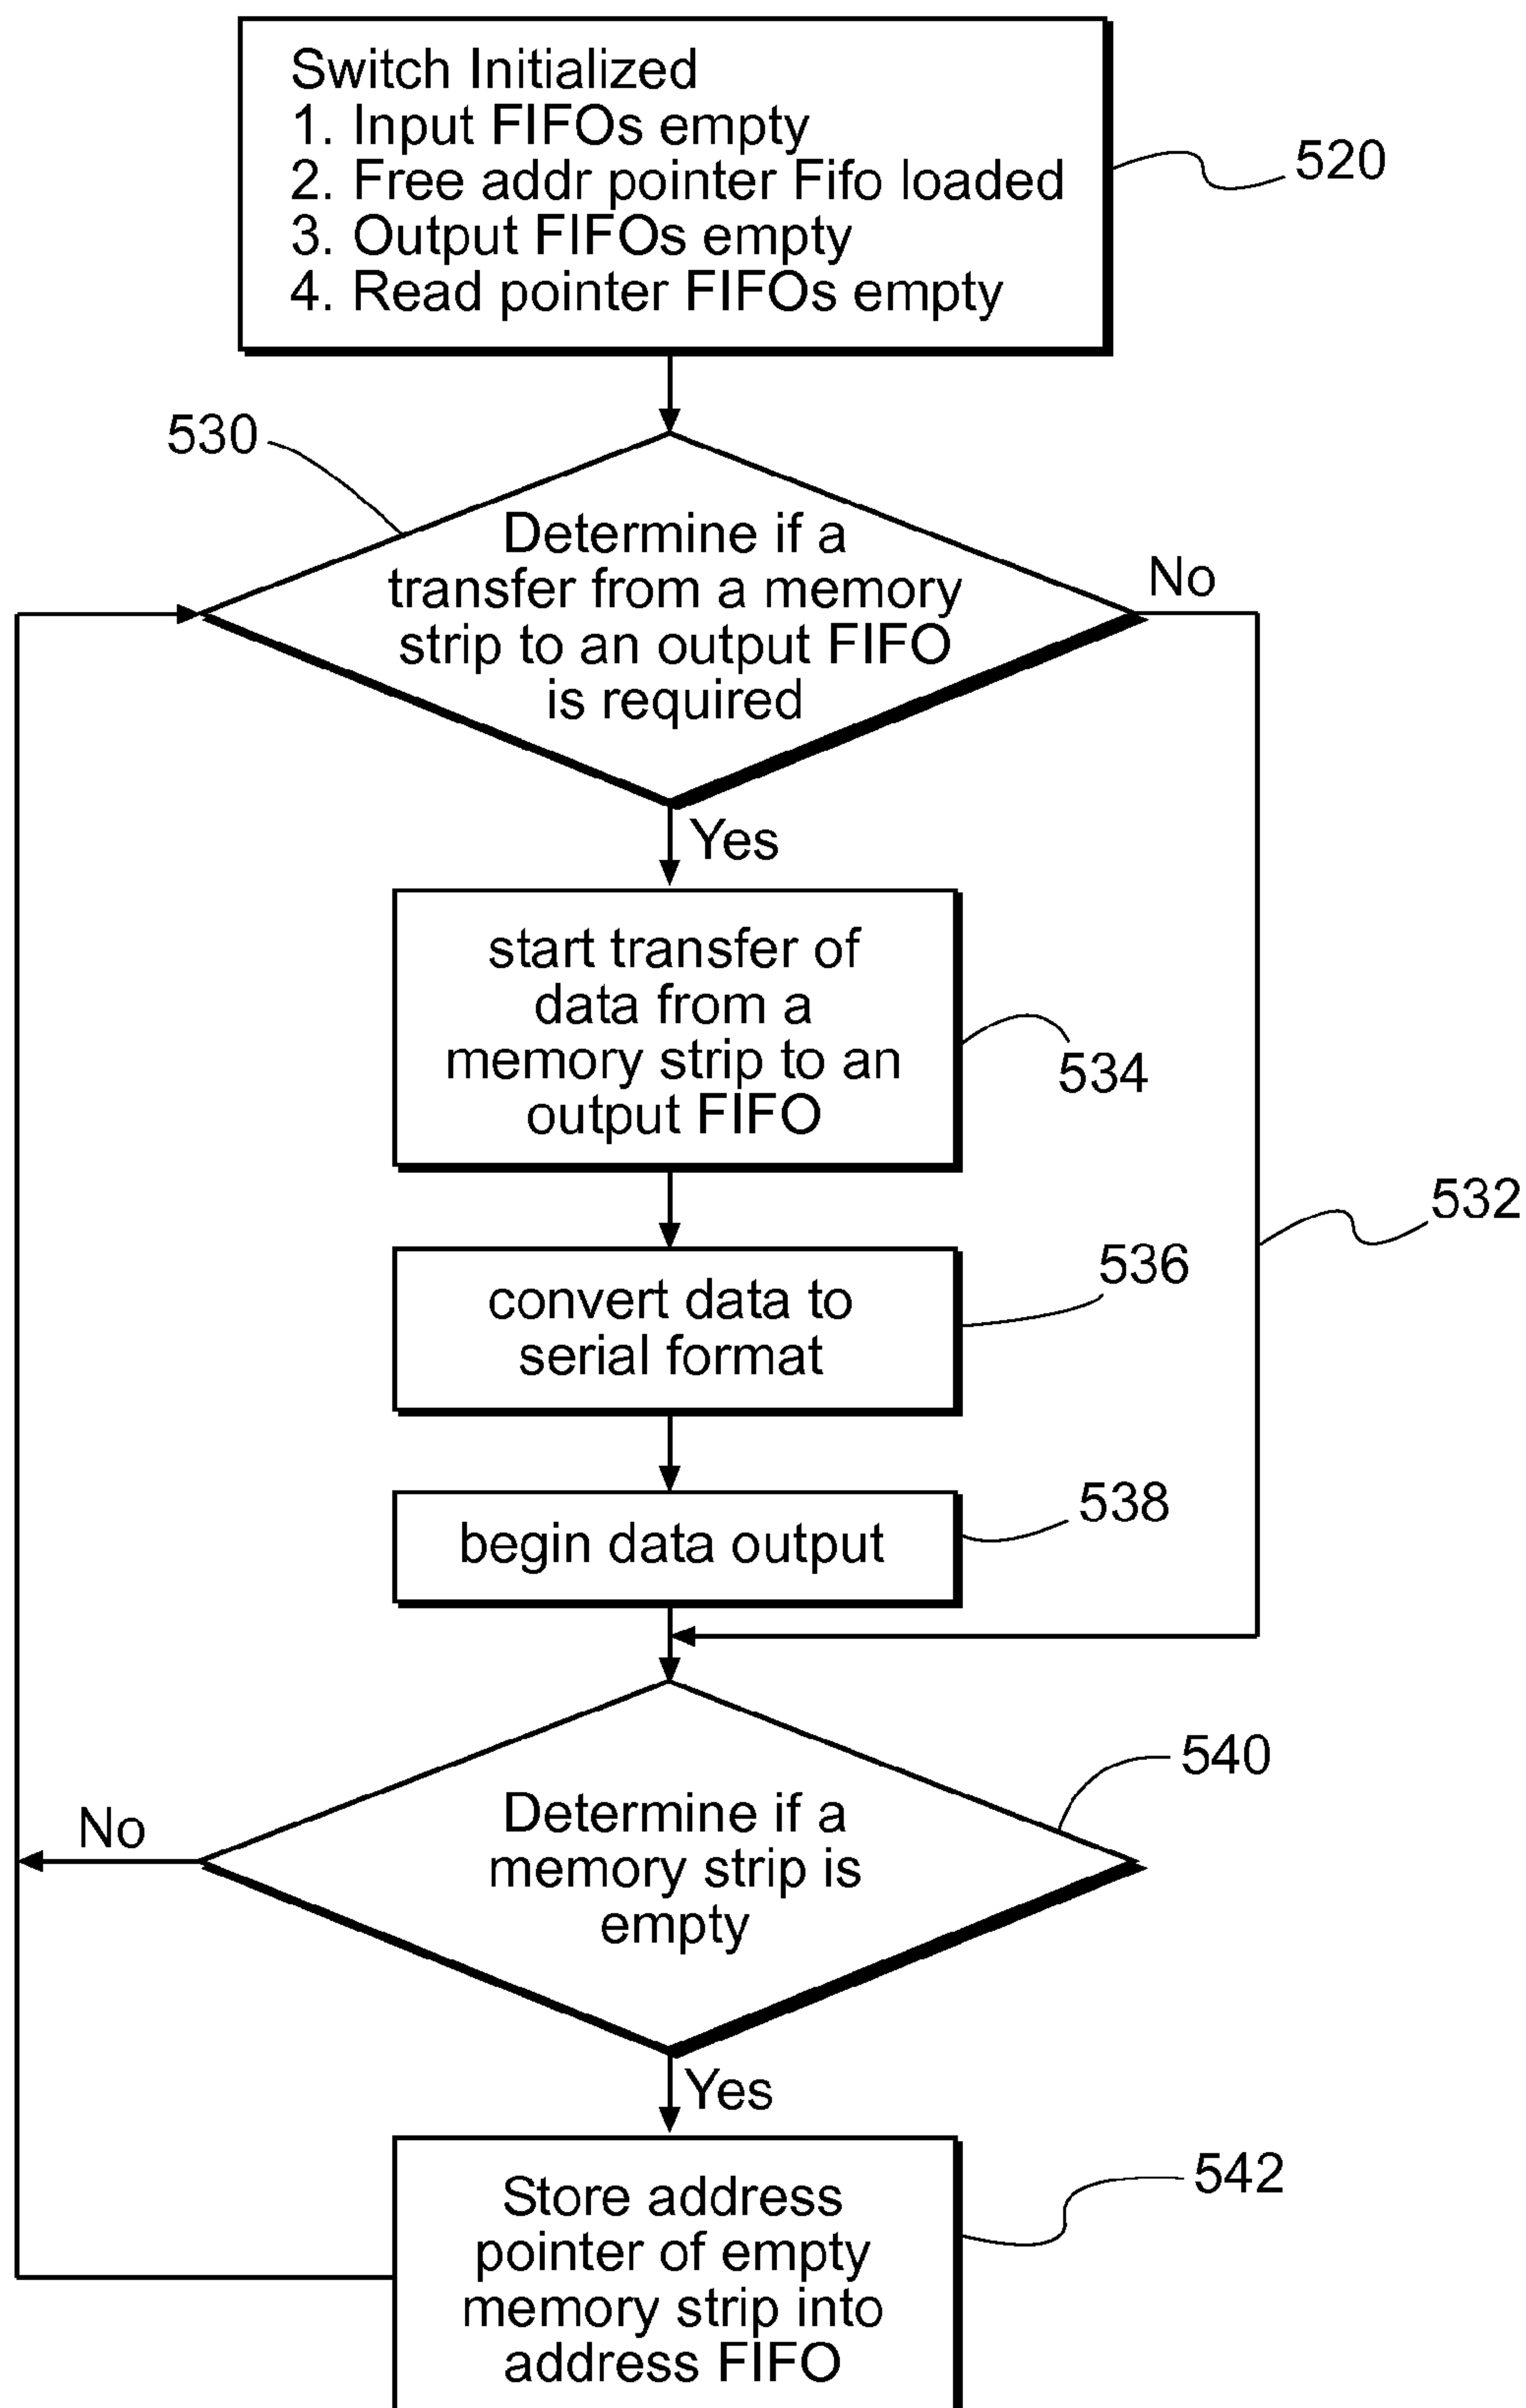 Switch Initialized
1. Input FIFOs empty
2. Free addr pointer Fifo loaded
3. Output FIFOs empty
4. Read pointer FIFOs empty
520
530
Determine if a
transfer from a memory
strip to an output FIFO
is required
No
Yes
start transfer of
data from a
memory strip to an
output FIFO
534
532
convert data to
serial format
536
begin data output
538
540
Determine if a
memory strip is
empty
No
Yes
Store address
pointer of empty
memory strip into
address FIFO
542